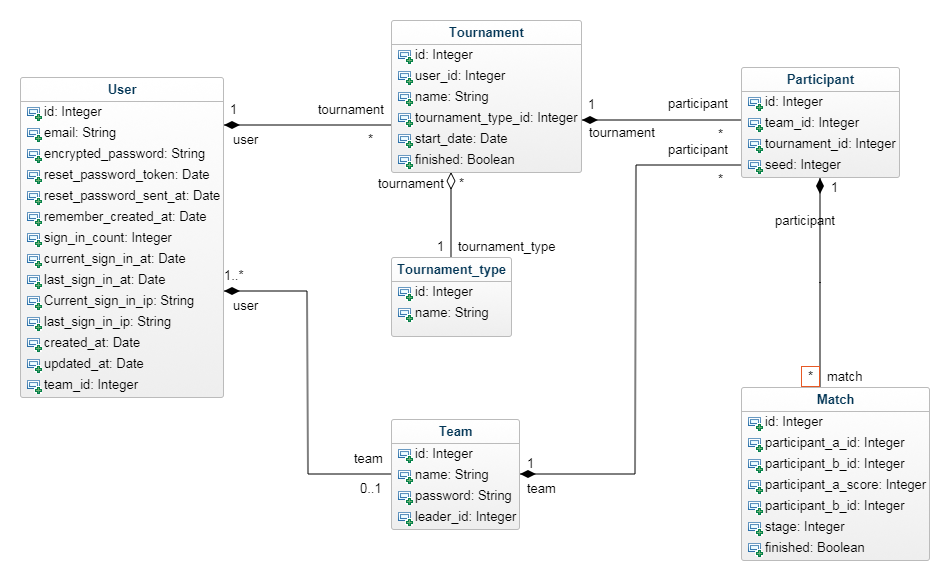 User
id: Integer
email: String
encrypted_password: String
reset_password_token: Date
reset_password_sent_at: Date
remember_created_at: Date
sign_in_count: Integer
current_sign_in_at: Date
last_sign_in_at: Date
Current_sign_in_ip: String
last_sign_in_ip: String
created_at: Date
updated_at: Date
team_id: Integer
1
user
tournament
*
1..*
user
team
0..1
Tournament
id: Integer
user_id: Integer
name: String
tournament_type_id: Integer
start_date: Date
finished: Boolean
tournament
*
1
tournament_type
Tournament_type
id: Integer
name: String
Team
id: Integer
name: String
password: String
leader_id: Integer
1
team
1
tournament
participant
*
participant
*
Participant
id: Integer
team_id: Integer
tournament_id: Integer
seed: Integer
1
participant
*
match
Match
id: Integer
participant_a_id: Integer
participant_b_id: Integer
participant_a_score: Integer
participant_b_id: Integer
stage: Integer
finished: Boolean